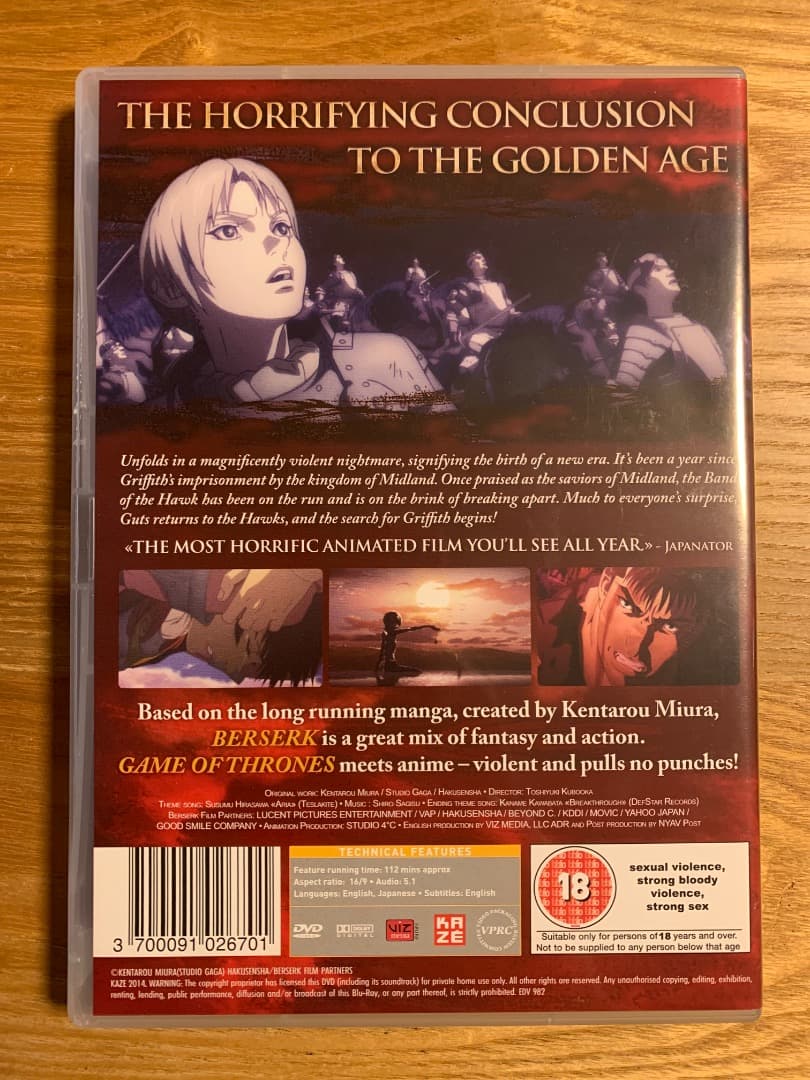 THE HORRIFYING CONCLUSION
TO THE GOLDEN AGE
Unfolds in a magnificently violent nightmare, signifying the birth of a new era. It's been a year since
Griffith's imprisonment by the kingdom of Midland. Once praised as the saviors of Midland, the Band
of the Hawk has been on the run and is on the brink of breaking apart. Much to everyone's surprise,
Guts returns to the Hawks, and the search for Griffith begins!
«THE MOST HORRIFIC ANIMATED FILM YOU'LL SEE ALL YEAR.» - JAPANATOR
Based on the long running manga, created by Kentarou Miura,
BERSERK is a great mix of fantasy and action.
GAME OF THRONES meets anime – violent and pulls no punches!
ORIGINAL WORK: KENTAROU MIURA / STUDIO GAGA / HAKUSENSHA • DIRECTOR: TOSHIYUKI KUBOOKA
THEME SONG: SUSUMU HIRASAWA «ARIA» (TESLAKITE) • MUSIC : SHIRO SAGISU • ENDING THEME SONG: KANAME KAWABATA «BREAKTHROUGH» (DEFSTAR RECORDS)
BERSERK FILM PARTNERS: LUCENT PICTURES ENTERTAINMENT / VAP / HAKUSENSHA / BEYOND C. / KDDI / MOVIC / YAHOO JAPAN /
GOOD SMILE COMPANY • ANIMATION PRODUCTION: STUDIO 4°C • ENGLISH PRODUCTION BY VIZ MEDIA, LLC ADR AND POST PRODUCTION BY NYAV POST
TECHNICAL FEATURES
Feature running time: 112 mins approx
Aspect ratio: 16/9 • Audio: 5.1
Languages: English, Japanese • Subtitles: English
DVD
DOLBY
DIGITAL
VIZ
media
KAZE
VPRC
18
sexual violence,
strong bloody
violence,
strong sex
Suitable only for persons of 18 years and over.
Not to be supplied to any person below that age
3 700091 026701
©KENTAROU MIURA(STUDIO GAGA) HAKUSENSHA/BERSERK FILM PARTNERS
KAZE 2014. WARNING: The copyright proprietor has licensed this DVD (including its soundtrack) for private home use only. All other rights are reserved. Any unauthorised copying, editing, exhibition,
renting, lending, public performance, diffusion and/or broadcast of this Blu-Ray, or any part thereof, is strictly prohibited. EDV 982